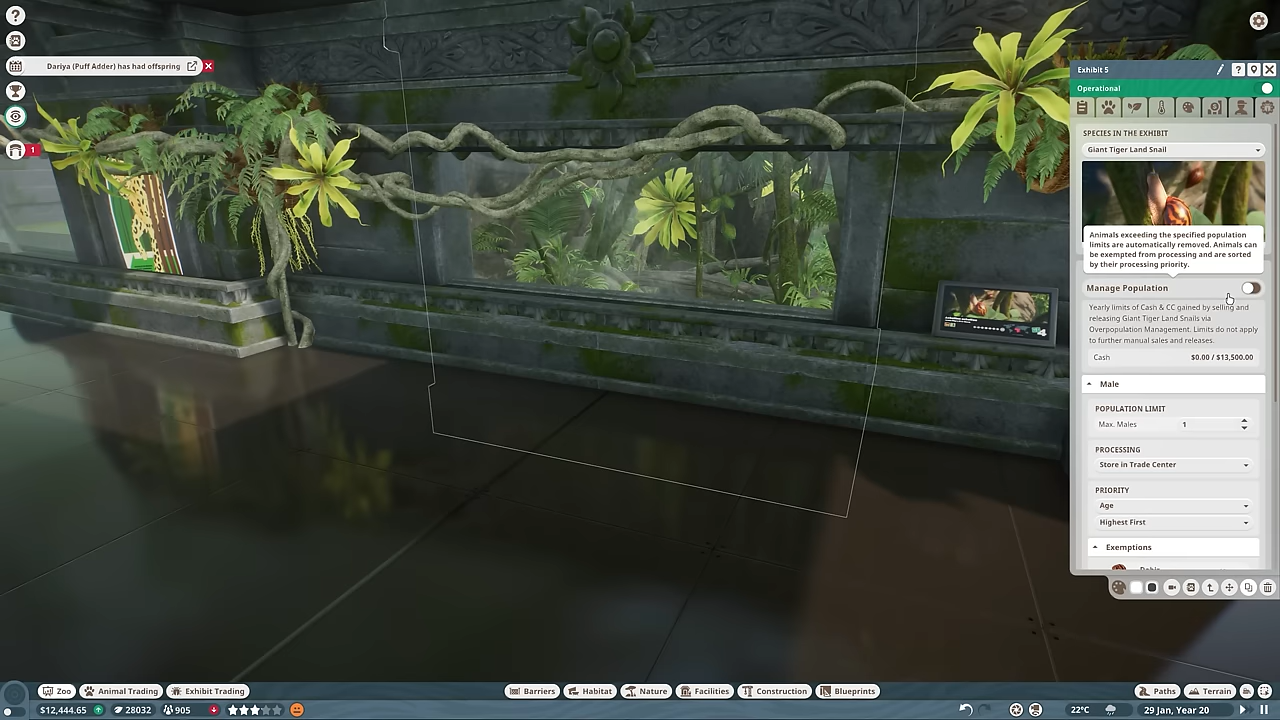 ?
Dariya (Puff Adder) has had offspring
1
Exhibit 5
?
Operational
SPECIES IN THE EXHIBIT
Giant Tiger Land Snail
Animals exceeding the specified population
limits are automatically removed. Animals can
be exempted from processing and are sorted
by their processing priority.
Manage Population
Yearly limits of Cash & CC gained by selling and
releasing Giant Tiger Land Snails via
Overpopulation Management. Limits do not apply
to further manual sales and releases.
Cash $0.00 / $13,500.00
Male
POPULATION LIMIT
Max. Males 1
PROCESSING
Store in Trade Center
PRIORITY
Age
Highest First
Exemptions
Zoo
Animal Trading
Exhibit Trading
Barriers
Habitat
Nature
Facilities
Construction
Blueprints
Paths
Terrain
$12,444.65
28032
905
22°C
29 Jan, Year 20